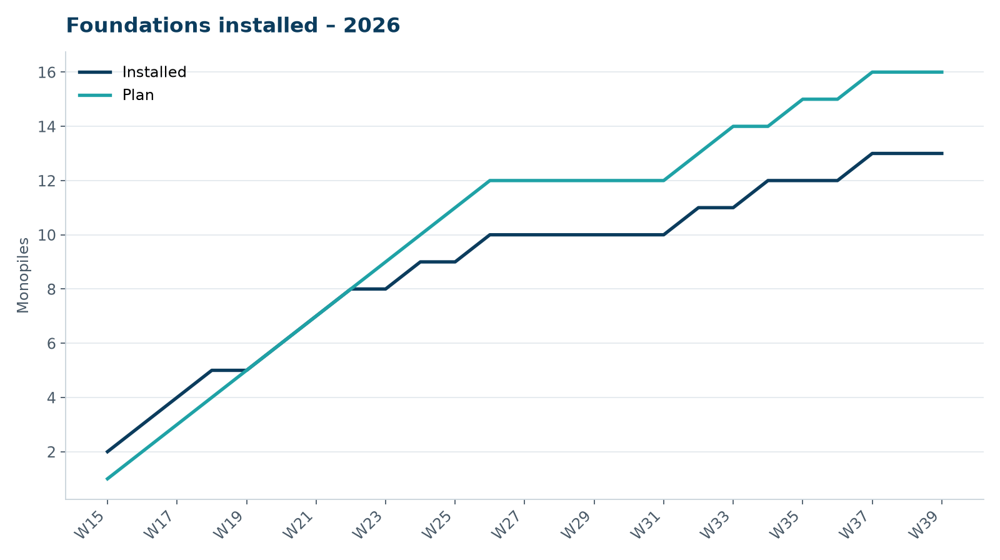 Foundations installed – 2026
Installed
Plan
Monopiles
16
14
12
10
8
6
4
2
W15
W17
W19
W21
W23
W25
W27
W29
W31
W33
W35
W37
W39